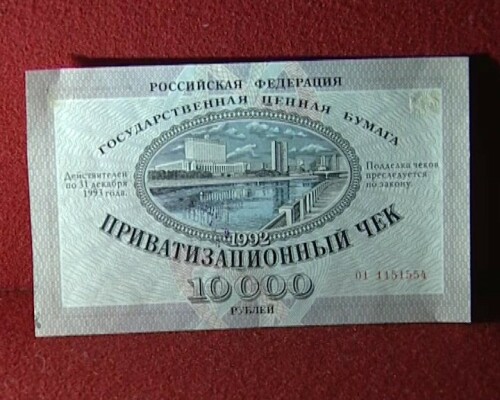 РОССИЙСКАЯ ФЕДЕРАЦИЯ
ГОСУДАРСТВЕННАЯ ЦЕННАЯ БУМАГА
Действителен
по 31 декабря
1993 года.
Подделка чеков
преследуется
по закону.
1992
ПРИВАТИЗАЦИОННЫЙ ЧЕК
01 1151554
10000
РУБЛЕЙ